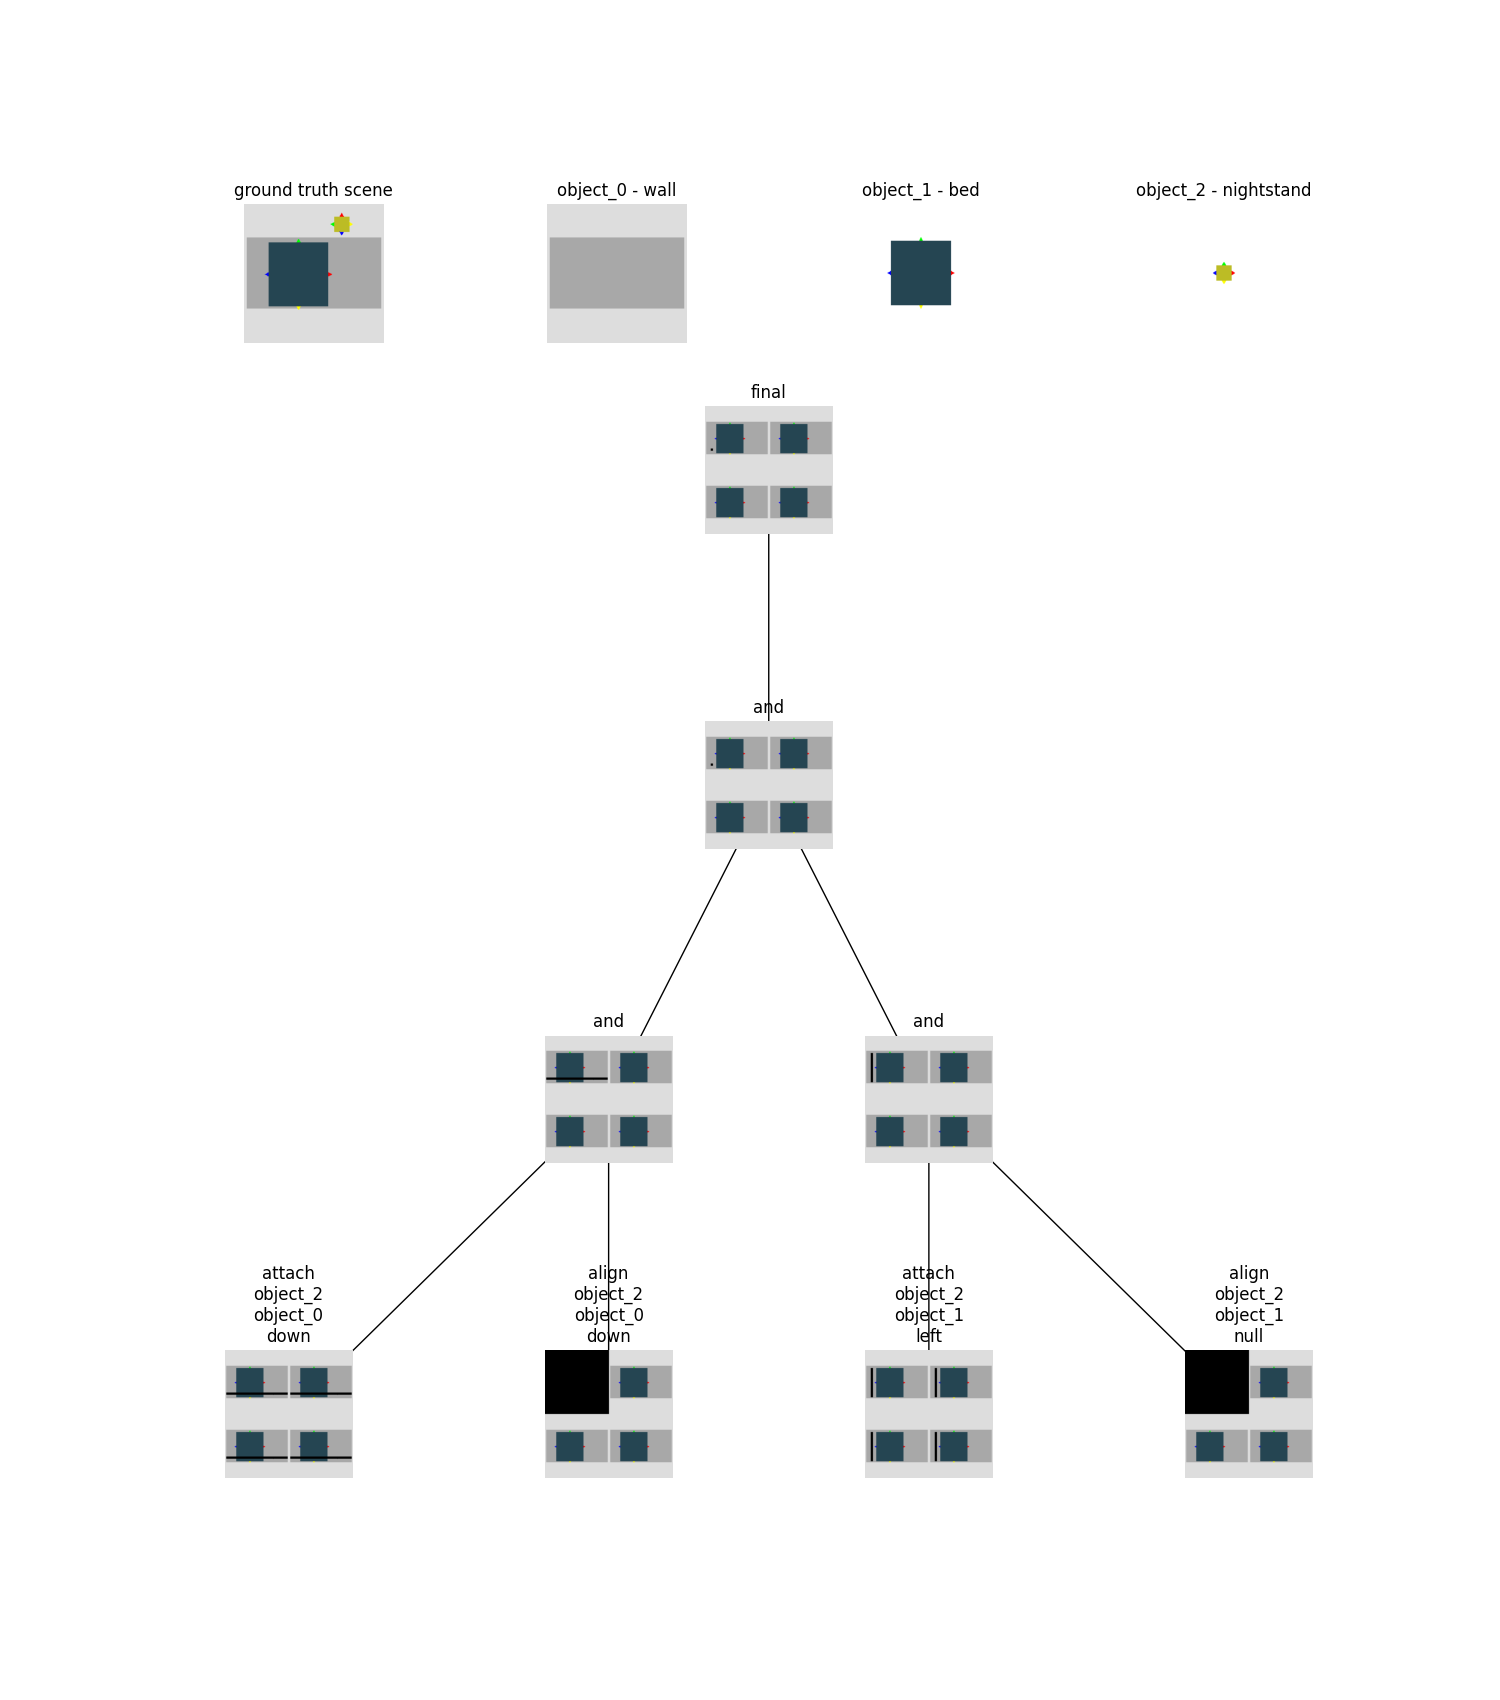 ground truth scene
object_0 - wall
object_1 - bed
object_2 - nightstand
final
and
and
and
attach
object_2
object_0
down
align
object_2
object_0
down
attach
object_2
object_1
left
align
object_2
object_1
null